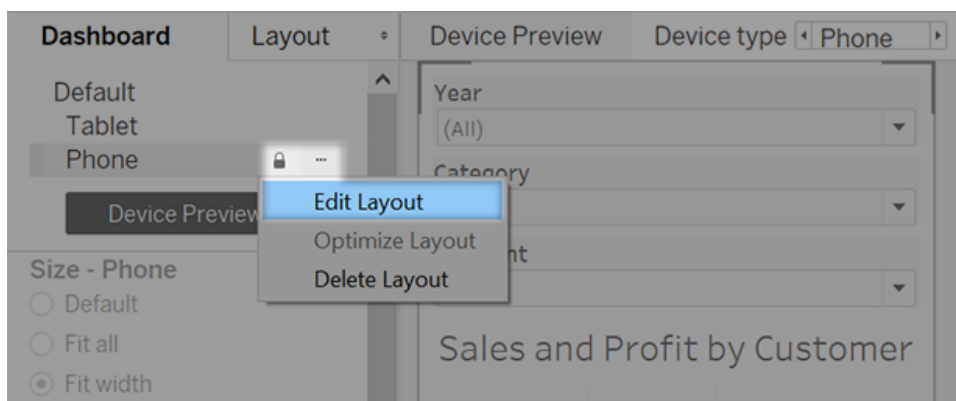 Dashboard Layout Device Preview Device type Phone
Default
Tablet
Phone
Device Preview
Size - Phone
Default
Fit all
Fit width
Edit Layout
Optimize Layout
Delete Layout
Year
(All)
Category
Sales and Profit by Customer